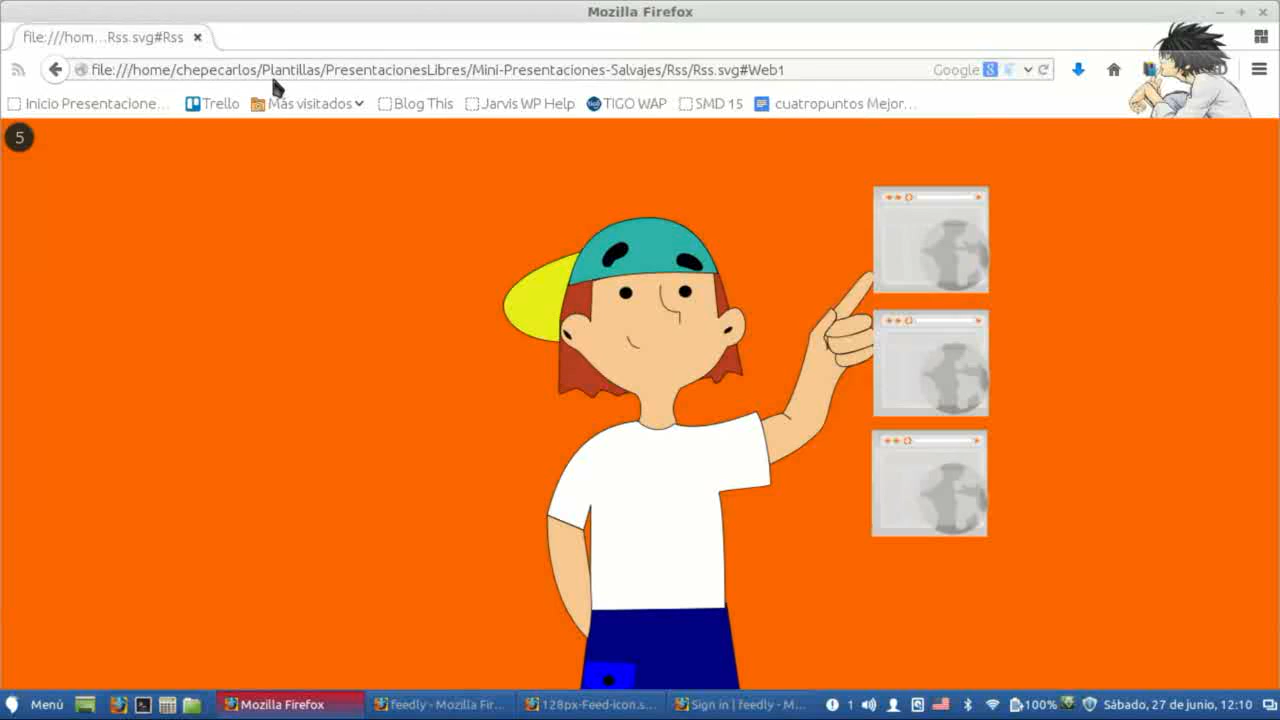 Mozilla Firefox
file:///hom...Rss.svg#Rss
file:///home/chepecarlos/Plantillas/PresentacionesLibres/Mini-Presentaciones-Salvajes/Rss/Rss.svg#Web1
Google
Inicio Presentacione... Trello Más visitados Blog This Jarvis WP Help TIGO WAP SMD 15 cuatropuntos Mejor...
5
Menú Mozilla Firefox feedly - Mozilla Fir... 128px-Feed-icon.s... Sign in | feedly - M... 1 100% Sábado, 27 de junio, 12:10